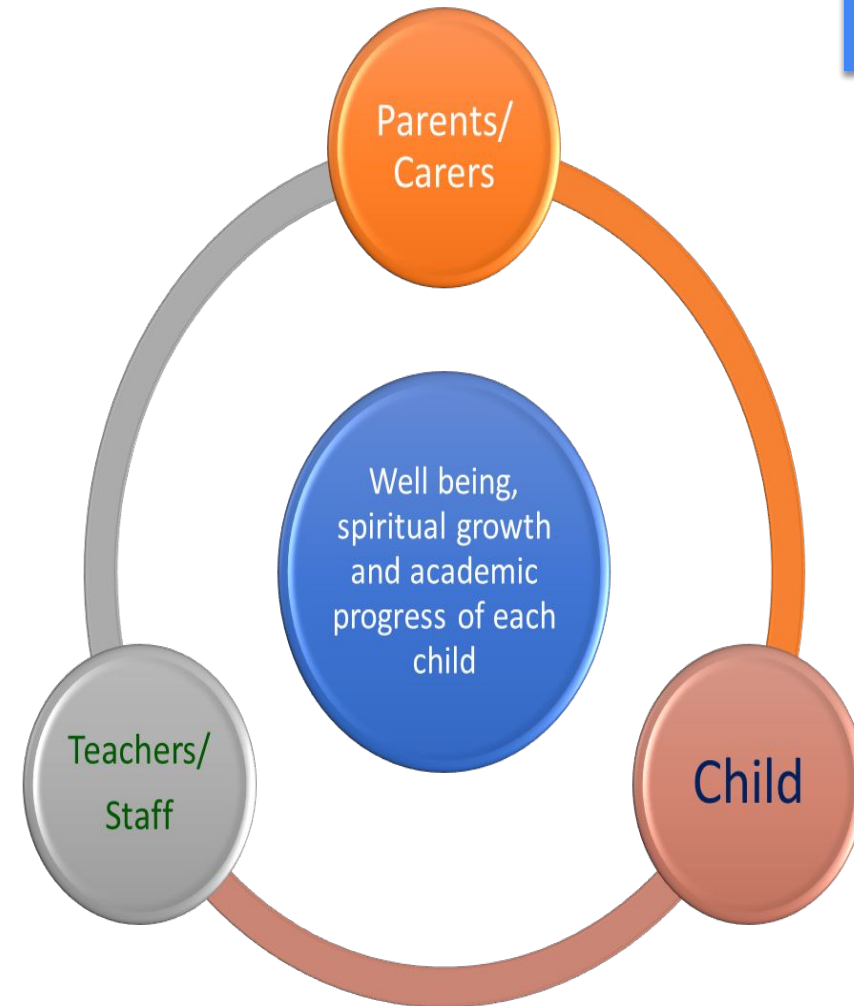 Parents/
Carers
Well being,
spiritual growth
and academic
progress of each
child
Teachers/
Staff
Child